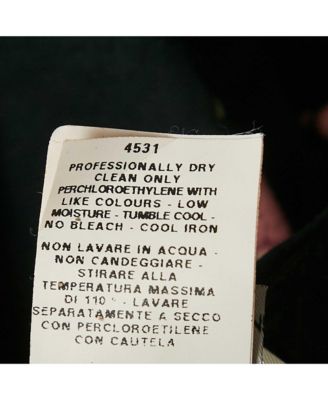 4531
PROFESSIONALLY DRY
CLEAN ONLY
PERCHLOROETHYLENE WITH
LIKE COLOURS - LOW
MOISTURE - TUMBLE COOL -
NO BLEACH - COOL IRON
NON LAVARE IN ACQUA -
NON CANDEGGIARE -
STIRARE ALLA
TEMPERATURA MASSIMA
DI 110 ° - LAVARE
SEPARATAMENTE A SECCO
CON PERCLOROETILENE
CON CAUTELA